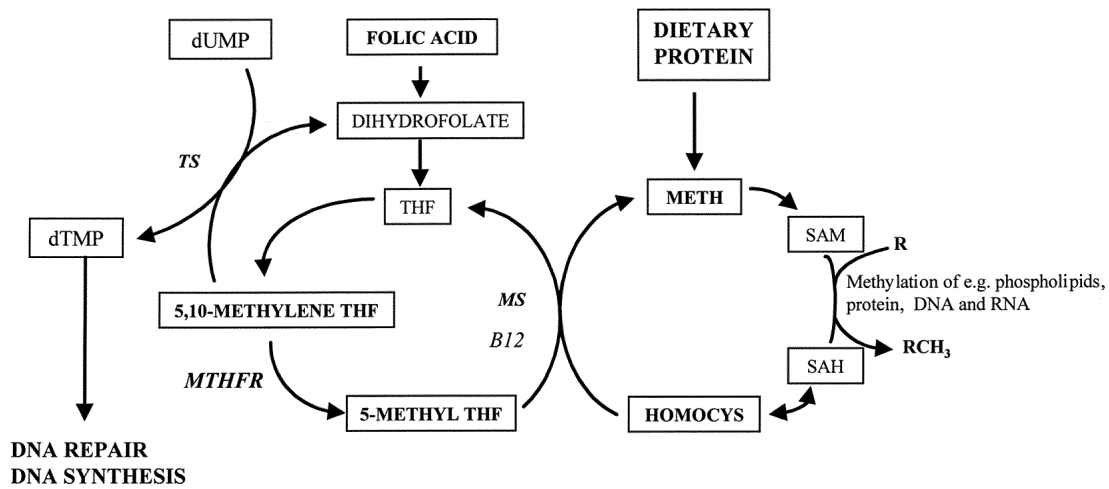 dUMP
FOLIC ACID
DIETARY
PROTEIN
DIHYDROFOLATE
TS
THF
METH
dTMP
SAM
R
5,10-METHYLENE THF
MS
Methylation of e.g. phospholipids,
protein, DNA and RNA
B12
RCH₃
SAH
MTHFR
5-METHYL THF
HOMOCYS
DNA REPAIR
DNA SYNTHESIS